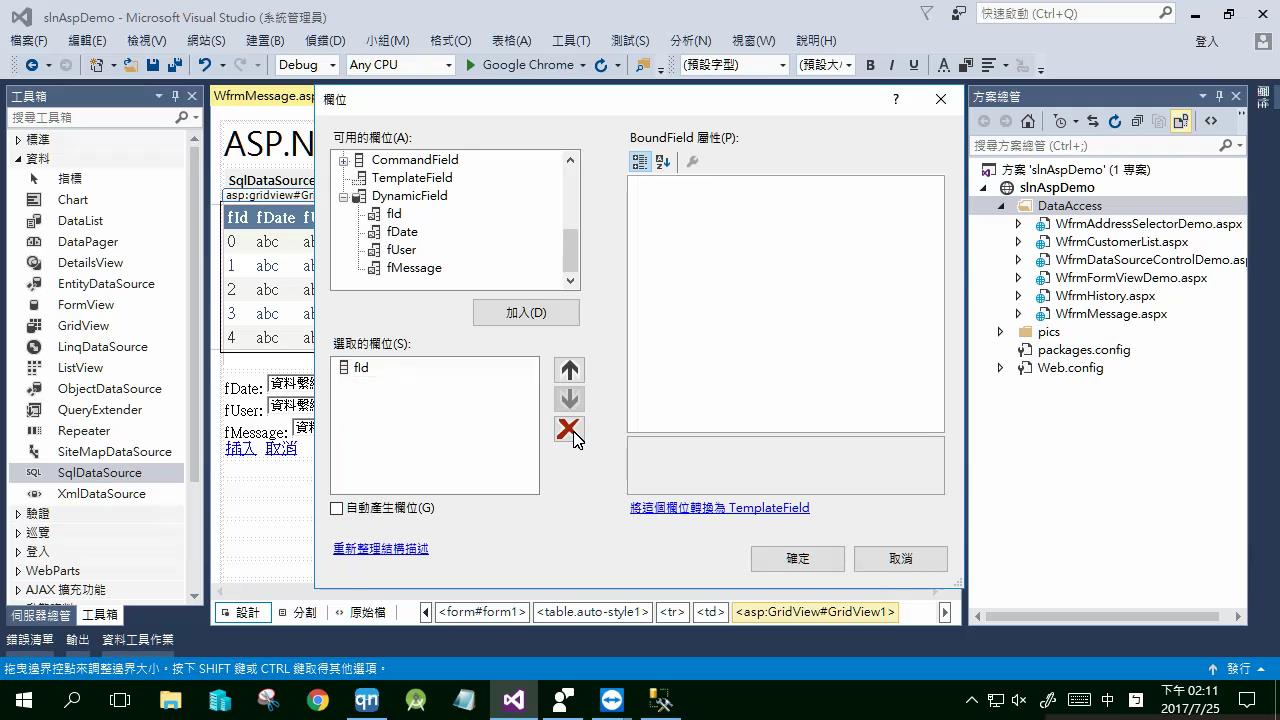 slnAspDemo - Microsoft Visual Studio (系統管理員)
快速啟動 (Ctrl+Q)
檔案(F) 編輯(E) 檢視(V) 網站(S) 建置(B) 偵錯(D) 小組(M) 格式(O) 表格(A) 工具(T) 測試(S) 分析(N) 視窗(W) 說明(H) 登入
Debug Any CPU Google Chrome (預設字型) (預設大/
工具箱
搜尋工具箱
標準
資料
指標
Chart
DataList
DataPager
DetailsView
EntityDataSource
FormView
GridView
LinqDataSource
ListView
ObjectDataSource
QueryExtender
Repeater
SiteMapDataSource
SQL SqlDataSource
XmlDataSource
驗證
巡覽
登入
WebParts
AJAX 擴充功能
伺服器總管 工具箱
WfrmMessage.asp
ASP.N
SqlDataSource
asp:gridview#Gr
fId fDate fU
0 abc abc
1 abc abc
2 abc abc
3 abc abc
4 abc abc
fDate: 資料繫
fUser: 資料繫
fMessage: 資
插入 取消
欄位
?
可用的欄位(A):
CommandField
TemplateField
DynamicField
fId
fDate
fUser
fMessage
加入(D)
選取的欄位(S):
fId
自動產生欄位(G)
重新整理結構描述
BoundField 屬性(P):
將這個欄位轉換為 TemplateField
確定 取消
設計 分割 原始檔 <form#form1> <table.auto-style1> <tr> <td> <asp:GridView#GridView1>
方案總管
搜尋方案總管 (Ctrl+;)
方案 'slnAspDemo' (1 專案)
slnAspDemo
DataAccess
WfrmAddressSelectorDemo.aspx
WfrmCustomerList.aspx
WfrmDataSourceControlDemo.asp
WfrmFormViewDemo.aspx
WfrmHistory.aspx
WfrmMessage.aspx
pics
packages.config
Web.config
錯誤清單 輸出 資料工具作業
拖曳邊界控點來調整邊界大小。按下 SHIFT 鍵或 CTRL 鍵取得其他選項。 發行
qn
中
下午 02:11
2017/7/25